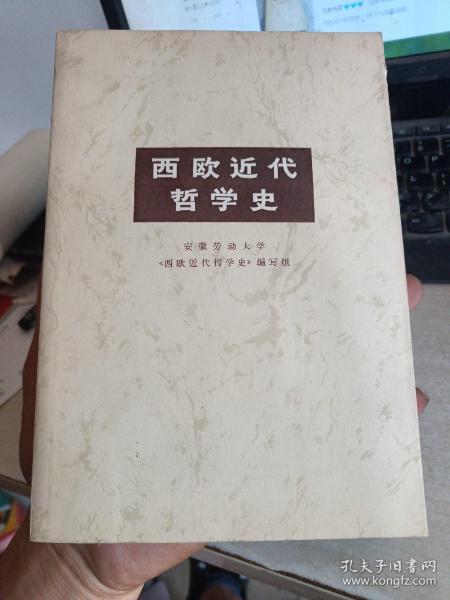 西欧近代
哲学史
安徽劳动大学
《西欧近代哲学史》编写组
孔夫子旧书网
www.kongfz.com